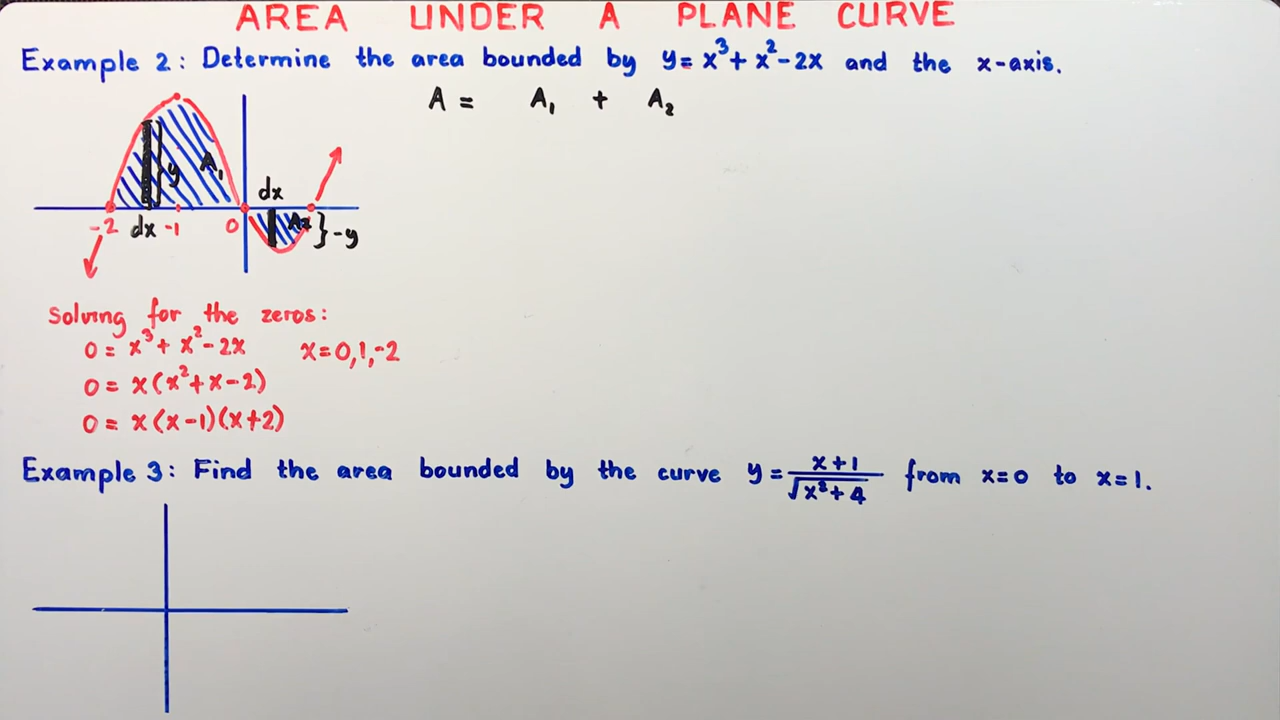 AREA UNDER A PLANE CURVE
Example 2: Determine the area bounded by y = x³ + x² - 2x and the x-axis.
A = A₁ + A₂
y A₁
dx
-2 dx -1 0 A₂ } -y
Solving for the zeros:
0 = x³ + x² - 2x x = 0, 1, -2
0 = x(x² + x - 2)
0 = x(x - 1)(x + 2)
Example 3: Find the area bounded by the curve y = (x+1)/√(x²+4) from x=0 to x=1.